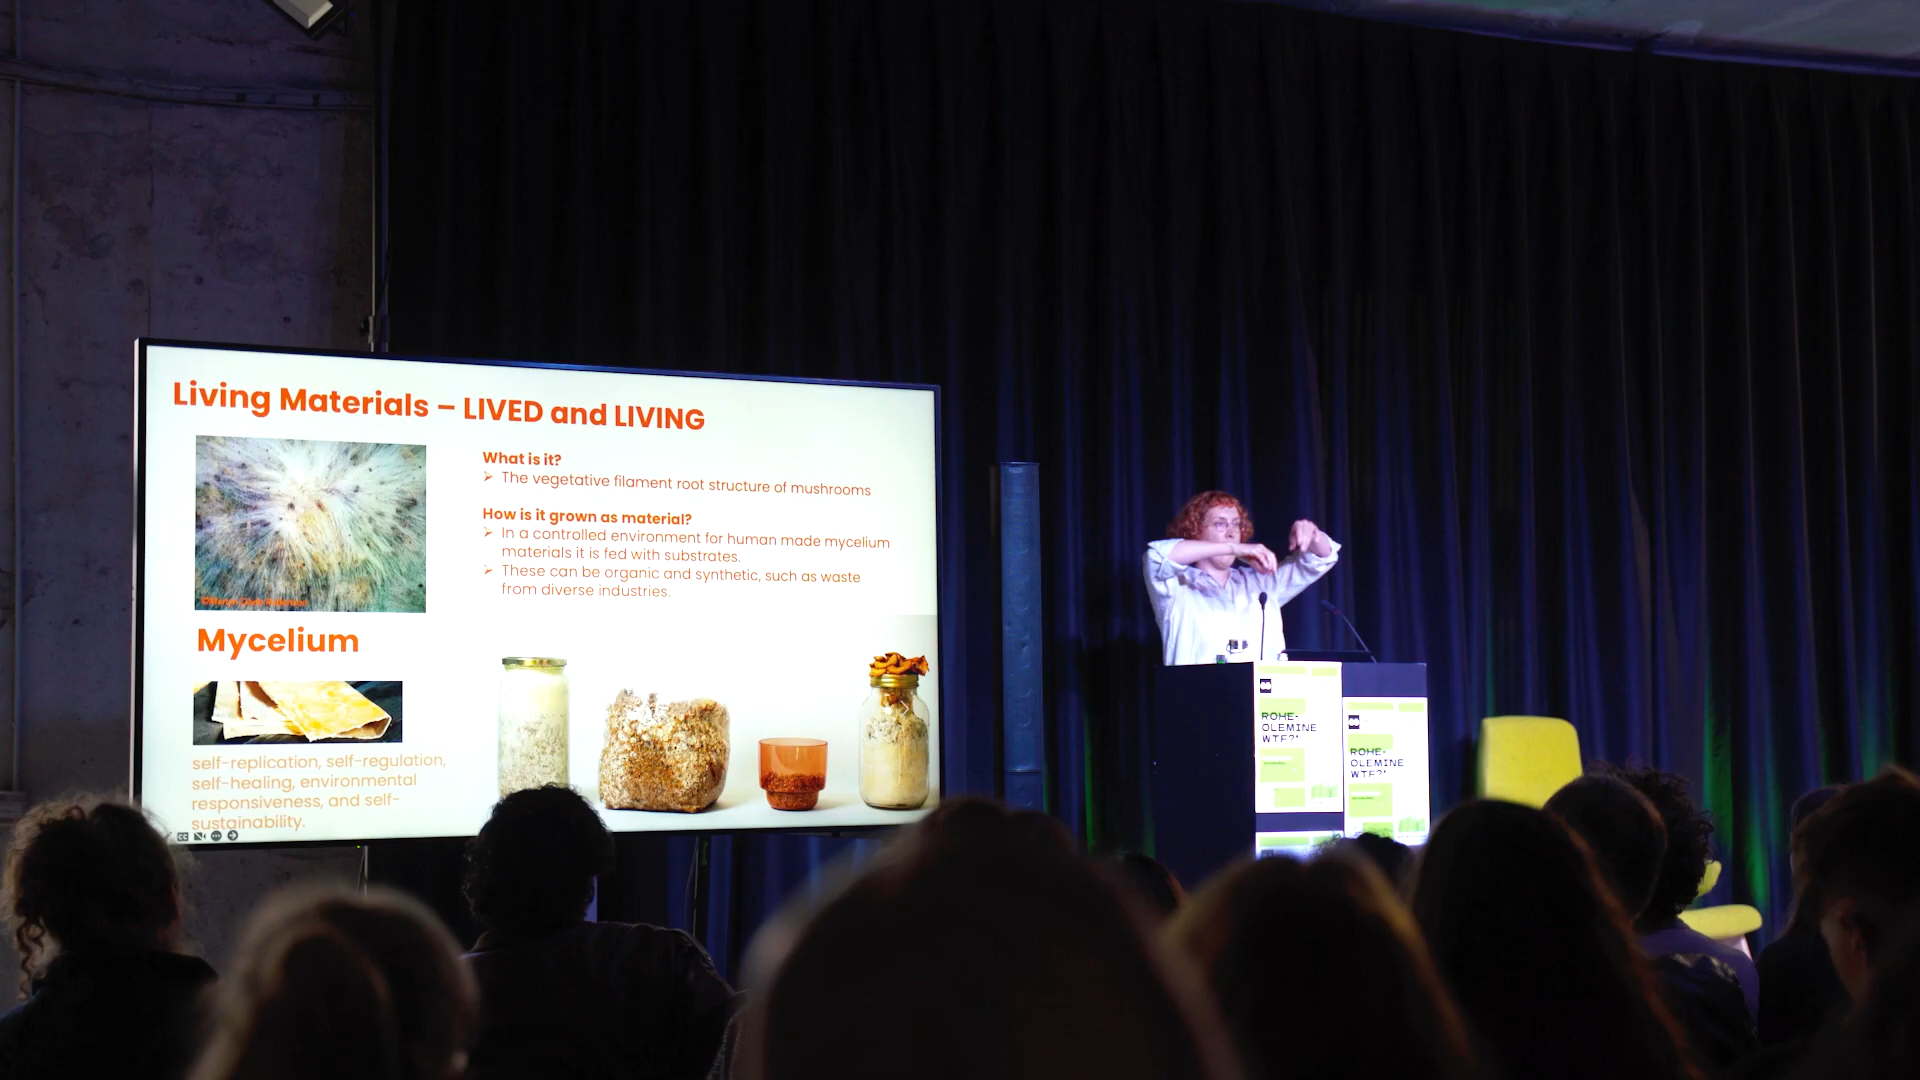 Living Materials – LIVED and LIVING
What is it?
The vegetative filament root structure of mushrooms
How is it grown as material?
In a controlled environment for human made mycelium
materials it is fed with substrates.
These can be organic and synthetic, such as waste
from diverse industries.
Mycelium
self-replication, self-regulation,
self-healing, environmental
responsiveness, and self-
sustainability.
ROHE-
OLEMINE
WTF?*
ROHE-
OLEMINE
WTF?*